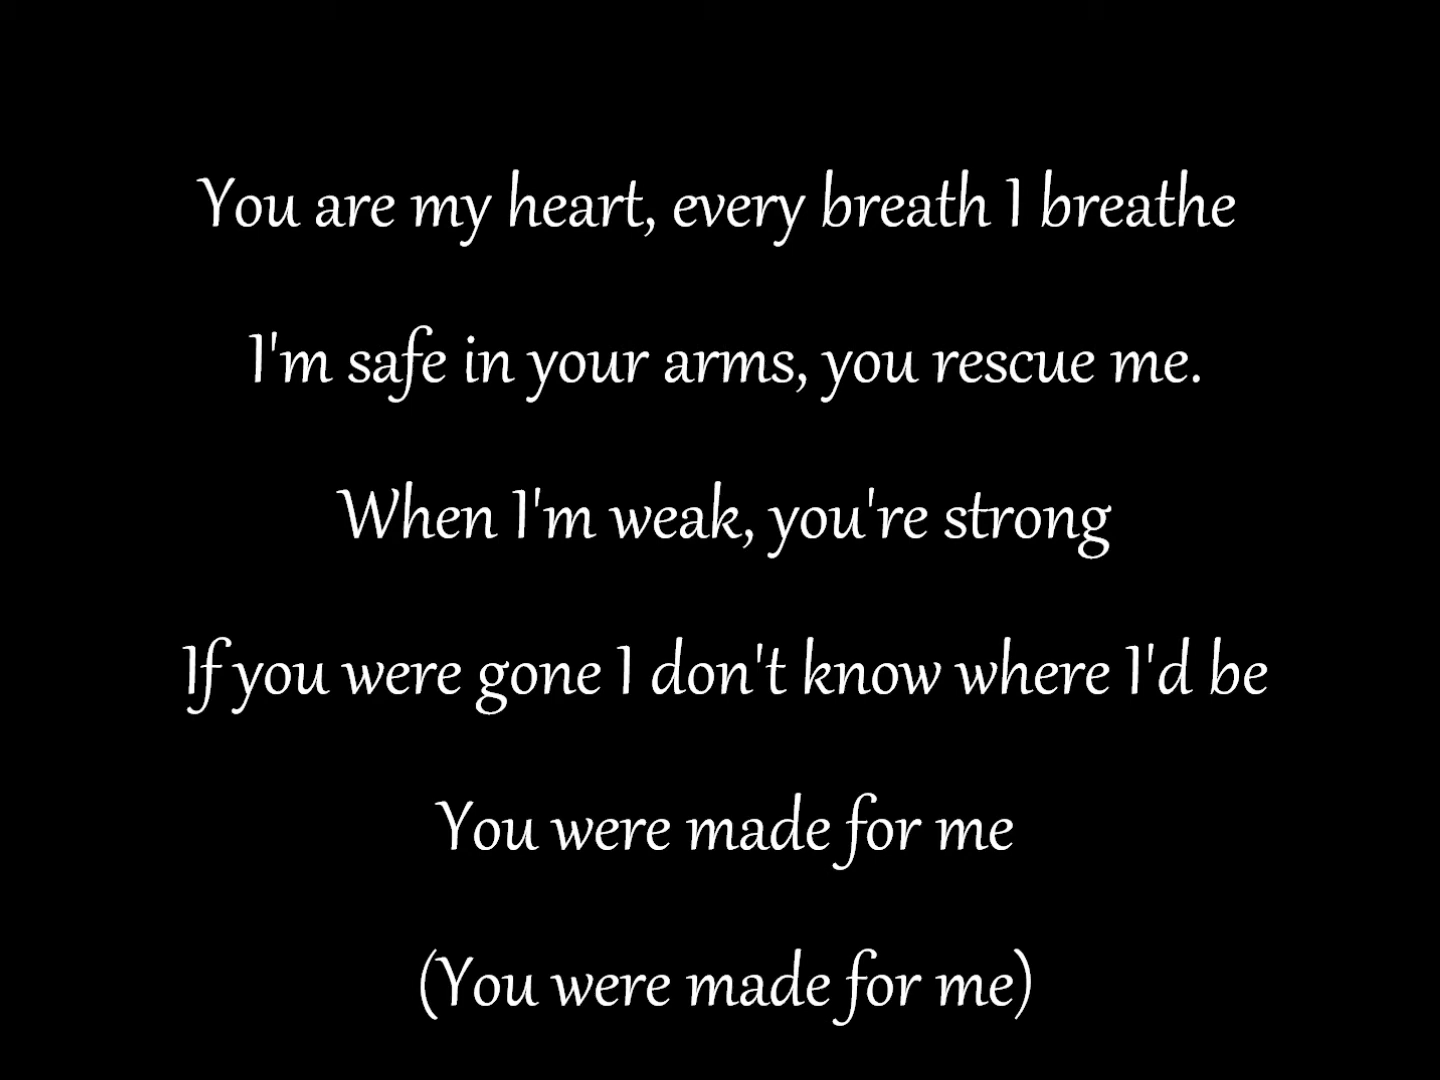 You are my heart, every breath I breathe
I'm safe in your arms, you rescue me.
When I'm weak, you're strong
If you were gone I don't know where I'd be
You were made for me
(You were made for me)